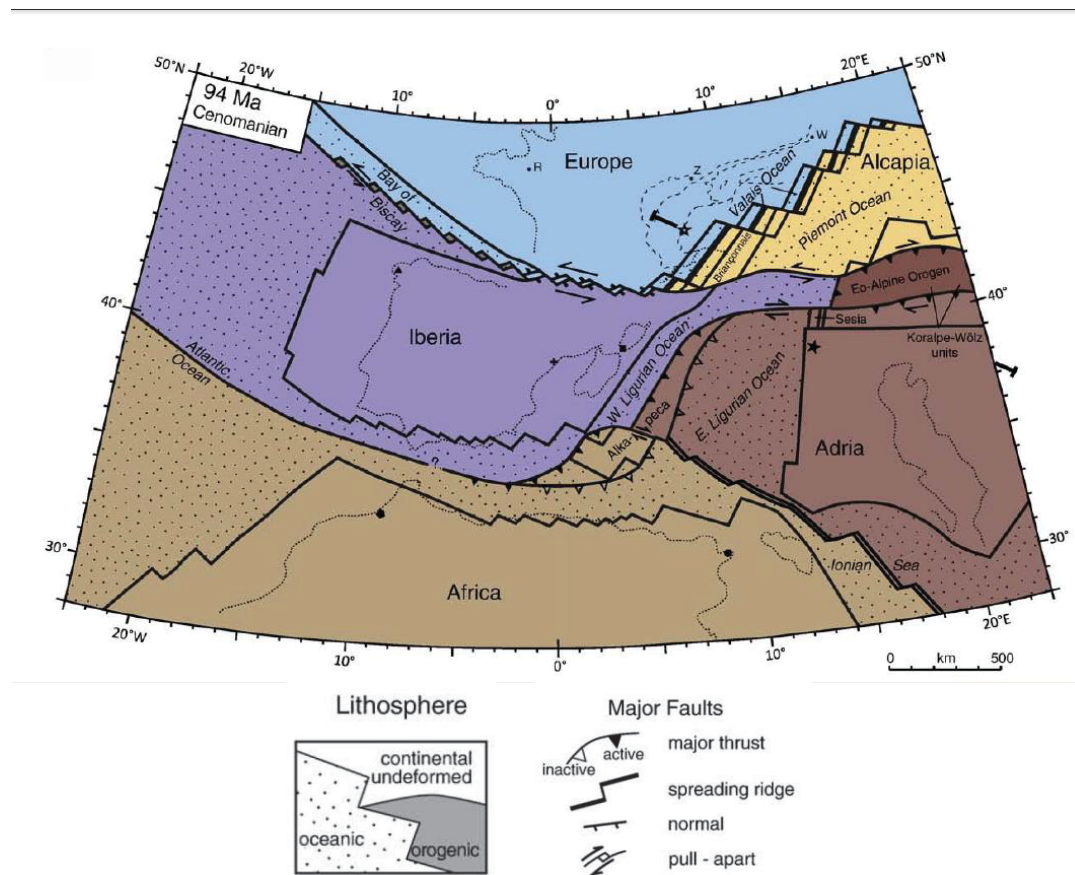 50°N
20°W
10°
0°
10°
20°E
50°N
94 Ma
Cenomanian
R
Europe
W
Z
Valais Ocean
Alcapia
Bay of
Biscay
Piemont Ocean
Briançonnais
Eo-Alpine Orogen
40°
40°
Sesia
Koralpe-Wölz
units
Iberia
Atlantic
Ocean
W. Ligurian Ocean
E. Ligurian Ocean
Alka-
peca
Adria
?
30°
30°
Africa
Ionian Sea
20°W
10°
0°
10°
20°E
0 km 500
Lithosphere
continental
undeformed
oceanic
orogenic
Major Faults
active
inactive
major thrust
spreading ridge
normal
pull - apart